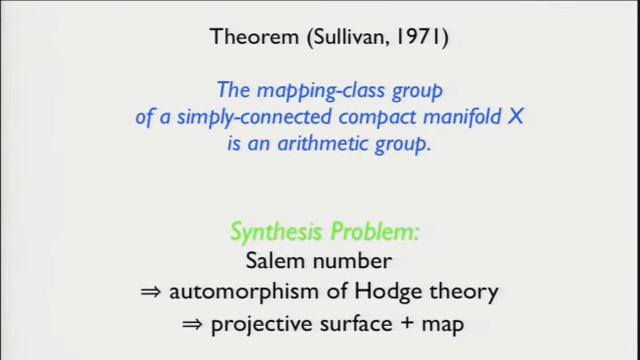 Theorem (Sullivan, 1971)
The mapping-class group
of a simply-connected compact manifold X
is an arithmetic group.
Synthesis Problem:
Salem number
⇒ automorphism of Hodge theory
⇒ projective surface + map